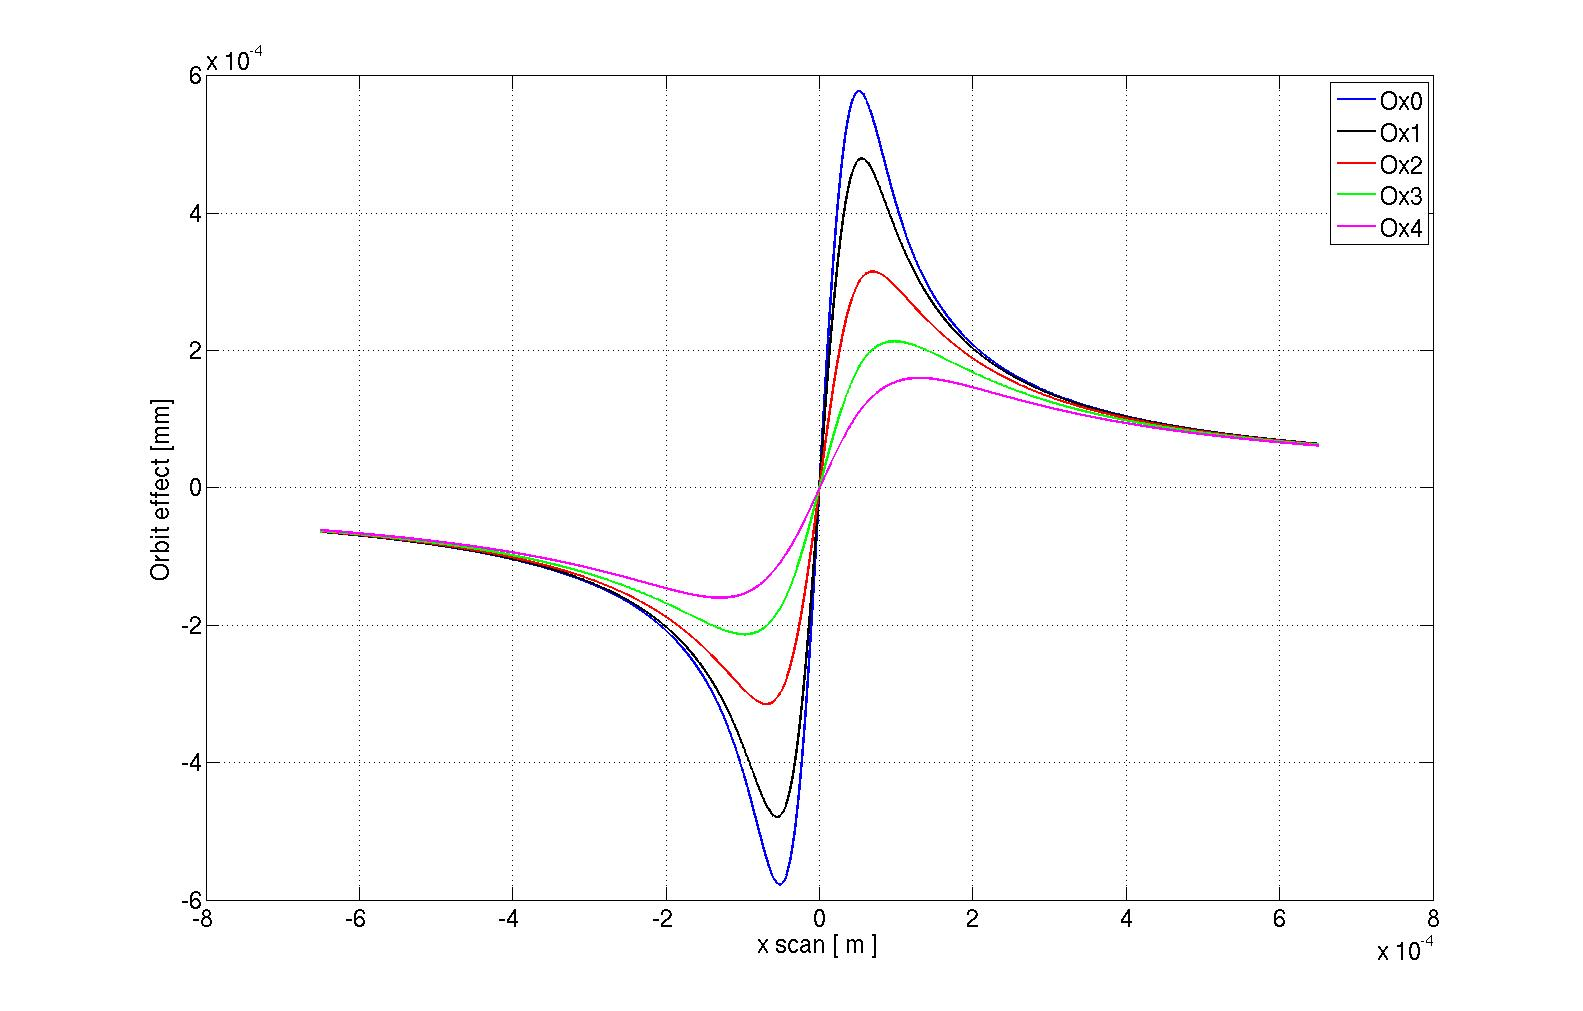 x 10-4
6
4
2
0
-2
-4
-6
Orbit effect [mm]
Ox0
Ox1
Ox2
Ox3
Ox4
-8 -6 -4 -2 0 2 4 6 8
x scan [ m ]
x 10-4